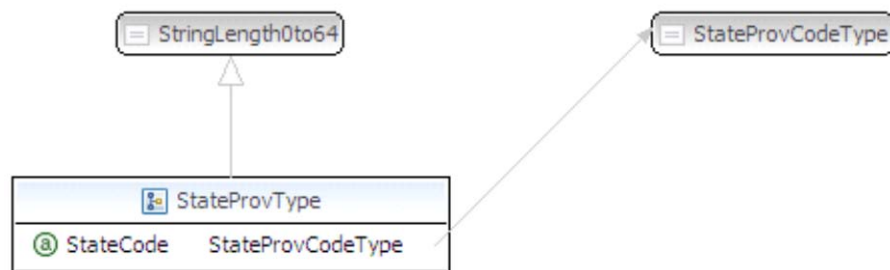 StringLength0to64
StateProvCodeType
StateProvType
a StateCode StateProvCodeType